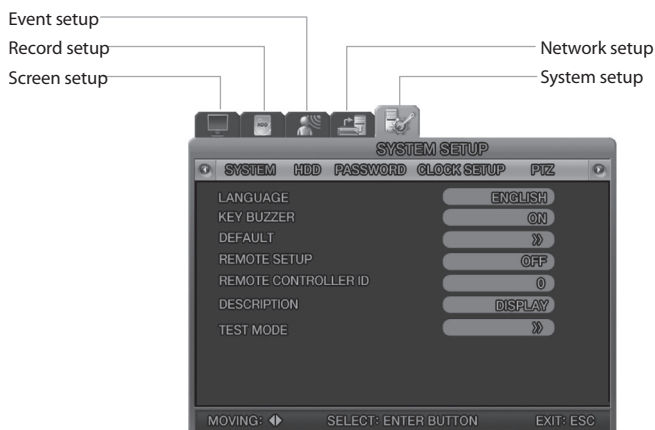 Event setup
Record setup
Network setup
Screen setup
System setup
HDD
SYSTEM SETUP
SYSTEM HDD PASSWORD CLOCK SETUP PTZ
LANGUAGE ENGLISH
KEY BUZZER ON
DEFAULT »
REMOTE SETUP OFF
REMOTE CONTROLLER ID 0
DESCRIPTION DISPLAY
TEST MODE »
MOVING: SELECT: ENTER BUTTON EXIT: ESC